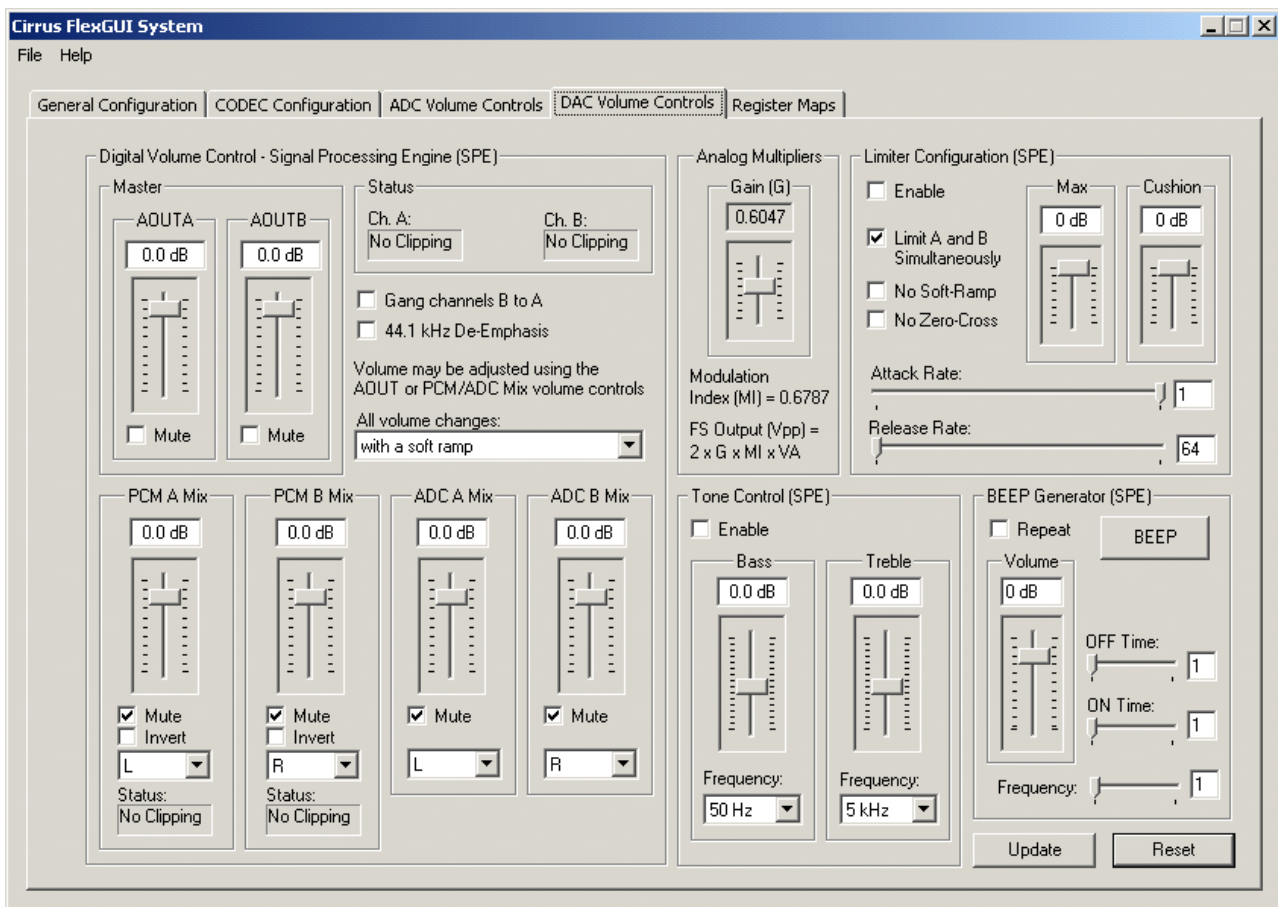 Cirrus FlexGUI System
File Help
General Configuration CODEC Configuration ADC Volume Controls DAC Volume Controls Register Maps
Digital Volume Control - Signal Processing Engine (SPE)
Master
AOUTA
0.0 dB
Mute
AOUTB
0.0 dB
Mute
Status
Ch. A:
No Clipping
Ch. B:
No Clipping
Gang channels B to A
44.1 kHz De-Emphasis
Volume may be adjusted using the
AOUT or PCM/ADC Mix volume controls
All volume changes:
with a soft ramp
PCM A Mix
0.0 dB
Mute
Invert
L
Status:
No Clipping
PCM B Mix
0.0 dB
Mute
Invert
R
Status:
No Clipping
ADC A Mix
0.0 dB
Mute
L
ADC B Mix
0.0 dB
Mute
R
Analog Multipliers
Gain (G)
0.6047
Modulation
Index (MI) = 0.6787
FS Output (Vpp) =
2 x G x MI x VA
Limiter Configuration (SPE)
Enable
Limit A and B
Simultaneously
No Soft-Ramp
No Zero-Cross
Max
0 dB
Cushion
0 dB
Attack Rate:
1
Release Rate:
64
Tone Control (SPE)
Enable
Bass
0.0 dB
Frequency:
50 Hz
Treble
0.0 dB
Frequency:
5 kHz
BEEP Generator (SPE)
Repeat
BEEP
Volume
0 dB
OFF Time:
1
ON Time:
1
Frequency:
1
Update
Reset